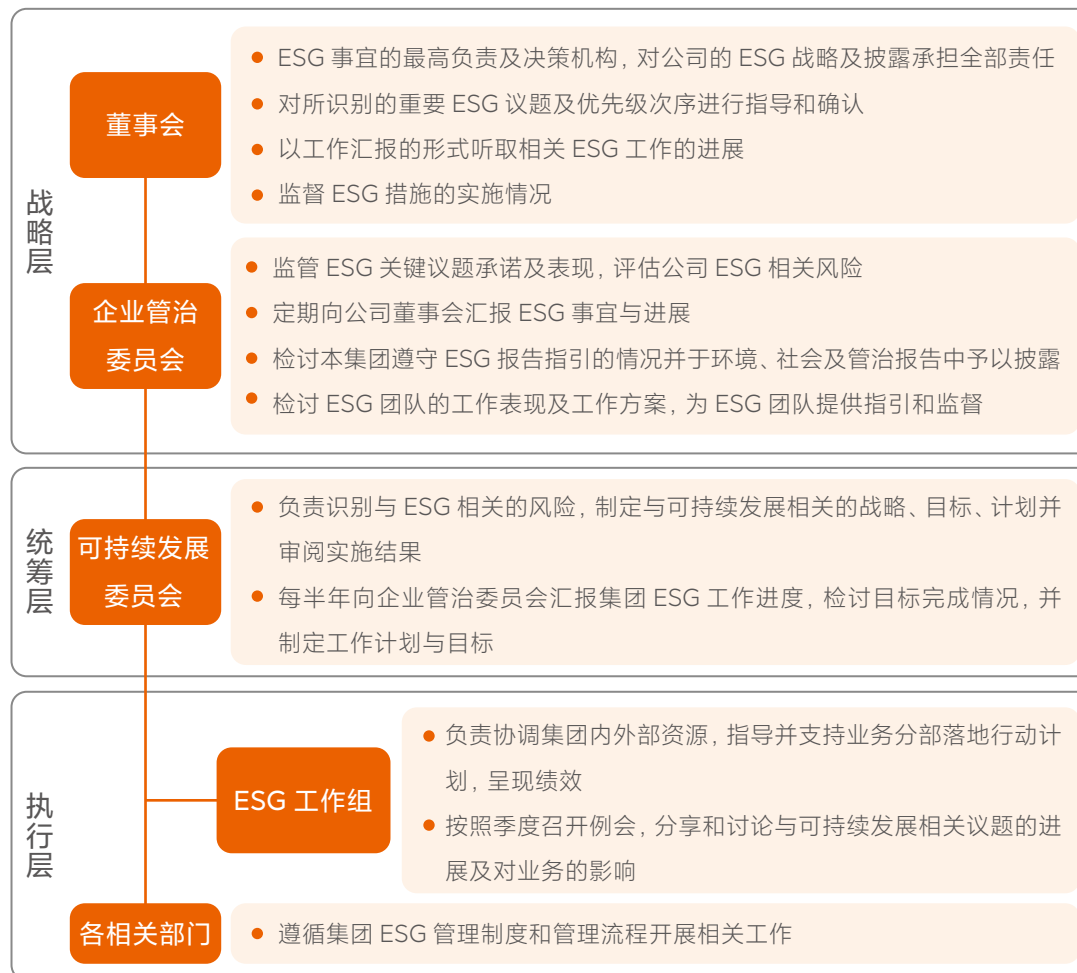 战略层
董事会
ESG 事宜的最高负责及决策机构，对公司的 ESG 战略及披露承担全部责任
对所识别的重要 ESG 议题及优先级次序进行指导和确认
以工作汇报的形式听取相关 ESG 工作的进展
监督 ESG 措施的实施情况
企业管治
委员会
监管 ESG 关键议题承诺及表现，评估公司 ESG 相关风险
定期向公司董事会汇报 ESG 事宜与进展
检讨本集团遵守 ESG 报告指引的情况并于环境、社会及管治报告中予以披露
检讨 ESG 团队的工作表现及工作方案，为 ESG 团队提供指引和监督
统筹层
可持续发展
委员会
负责识别与 ESG 相关的风险，制定与可持续发展相关的战略、目标、计划并
审阅实施结果
每半年向企业管治委员会汇报集团 ESG 工作进度，检讨目标完成情况，并
制定工作计划与目标
执行层
ESG 工作组
负责协调集团内外部资源，指导并支持业务分部落地行动计
划，呈现绩效
按照季度召开例会，分享和讨论与可持续发展相关议题的进
展及对业务的影响
各相关部门
遵循集团 ESG 管理制度和管理流程开展相关工作